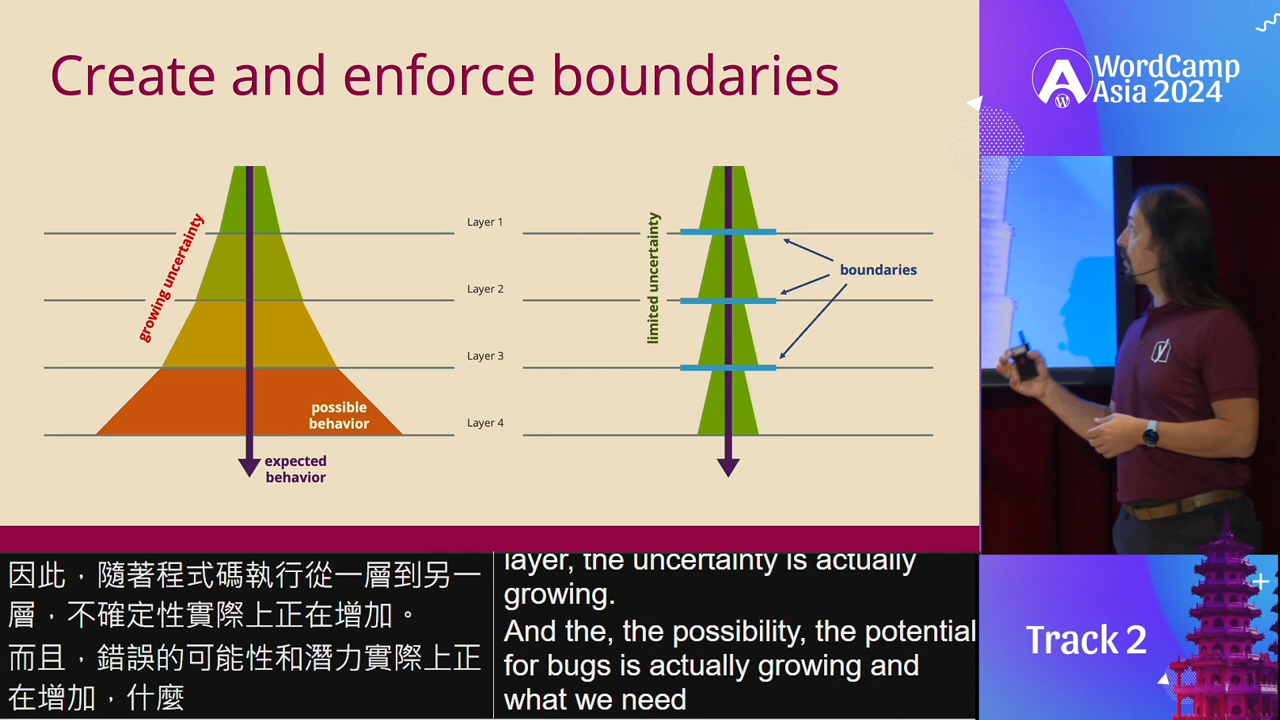 Create and enforce boundaries
growing uncertainty
Layer 1
Layer 2
Layer 3
Layer 4
possible
behavior
expected
behavior
limited uncertainty
boundaries
WordCamp
Asia 2024
因此，隨著程式碼執行從一層到另一
層，不確定性實際上正在增加。
而且，錯誤的可能性和潛力實際上正
在增加，什麼
layer, the uncertainty is actually
growing.
And the, the possibility, the potential
for bugs is actually growing and
what we need
Track 2